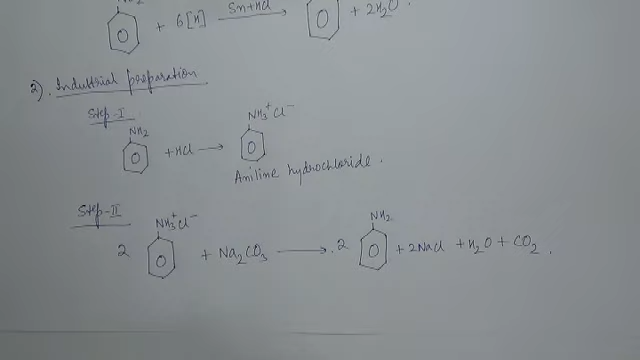 + 6[H] Sn+HCl + 2H2O.
2). Industrial preparation
Step-I
NH2 + HCl ⟶ NH3+Cl−
Aniline hydrochloride.
Step-II
2 NH3+Cl− + Na2CO3 ⟶ 2 NH2 + 2NaCl + H2O + CO2.